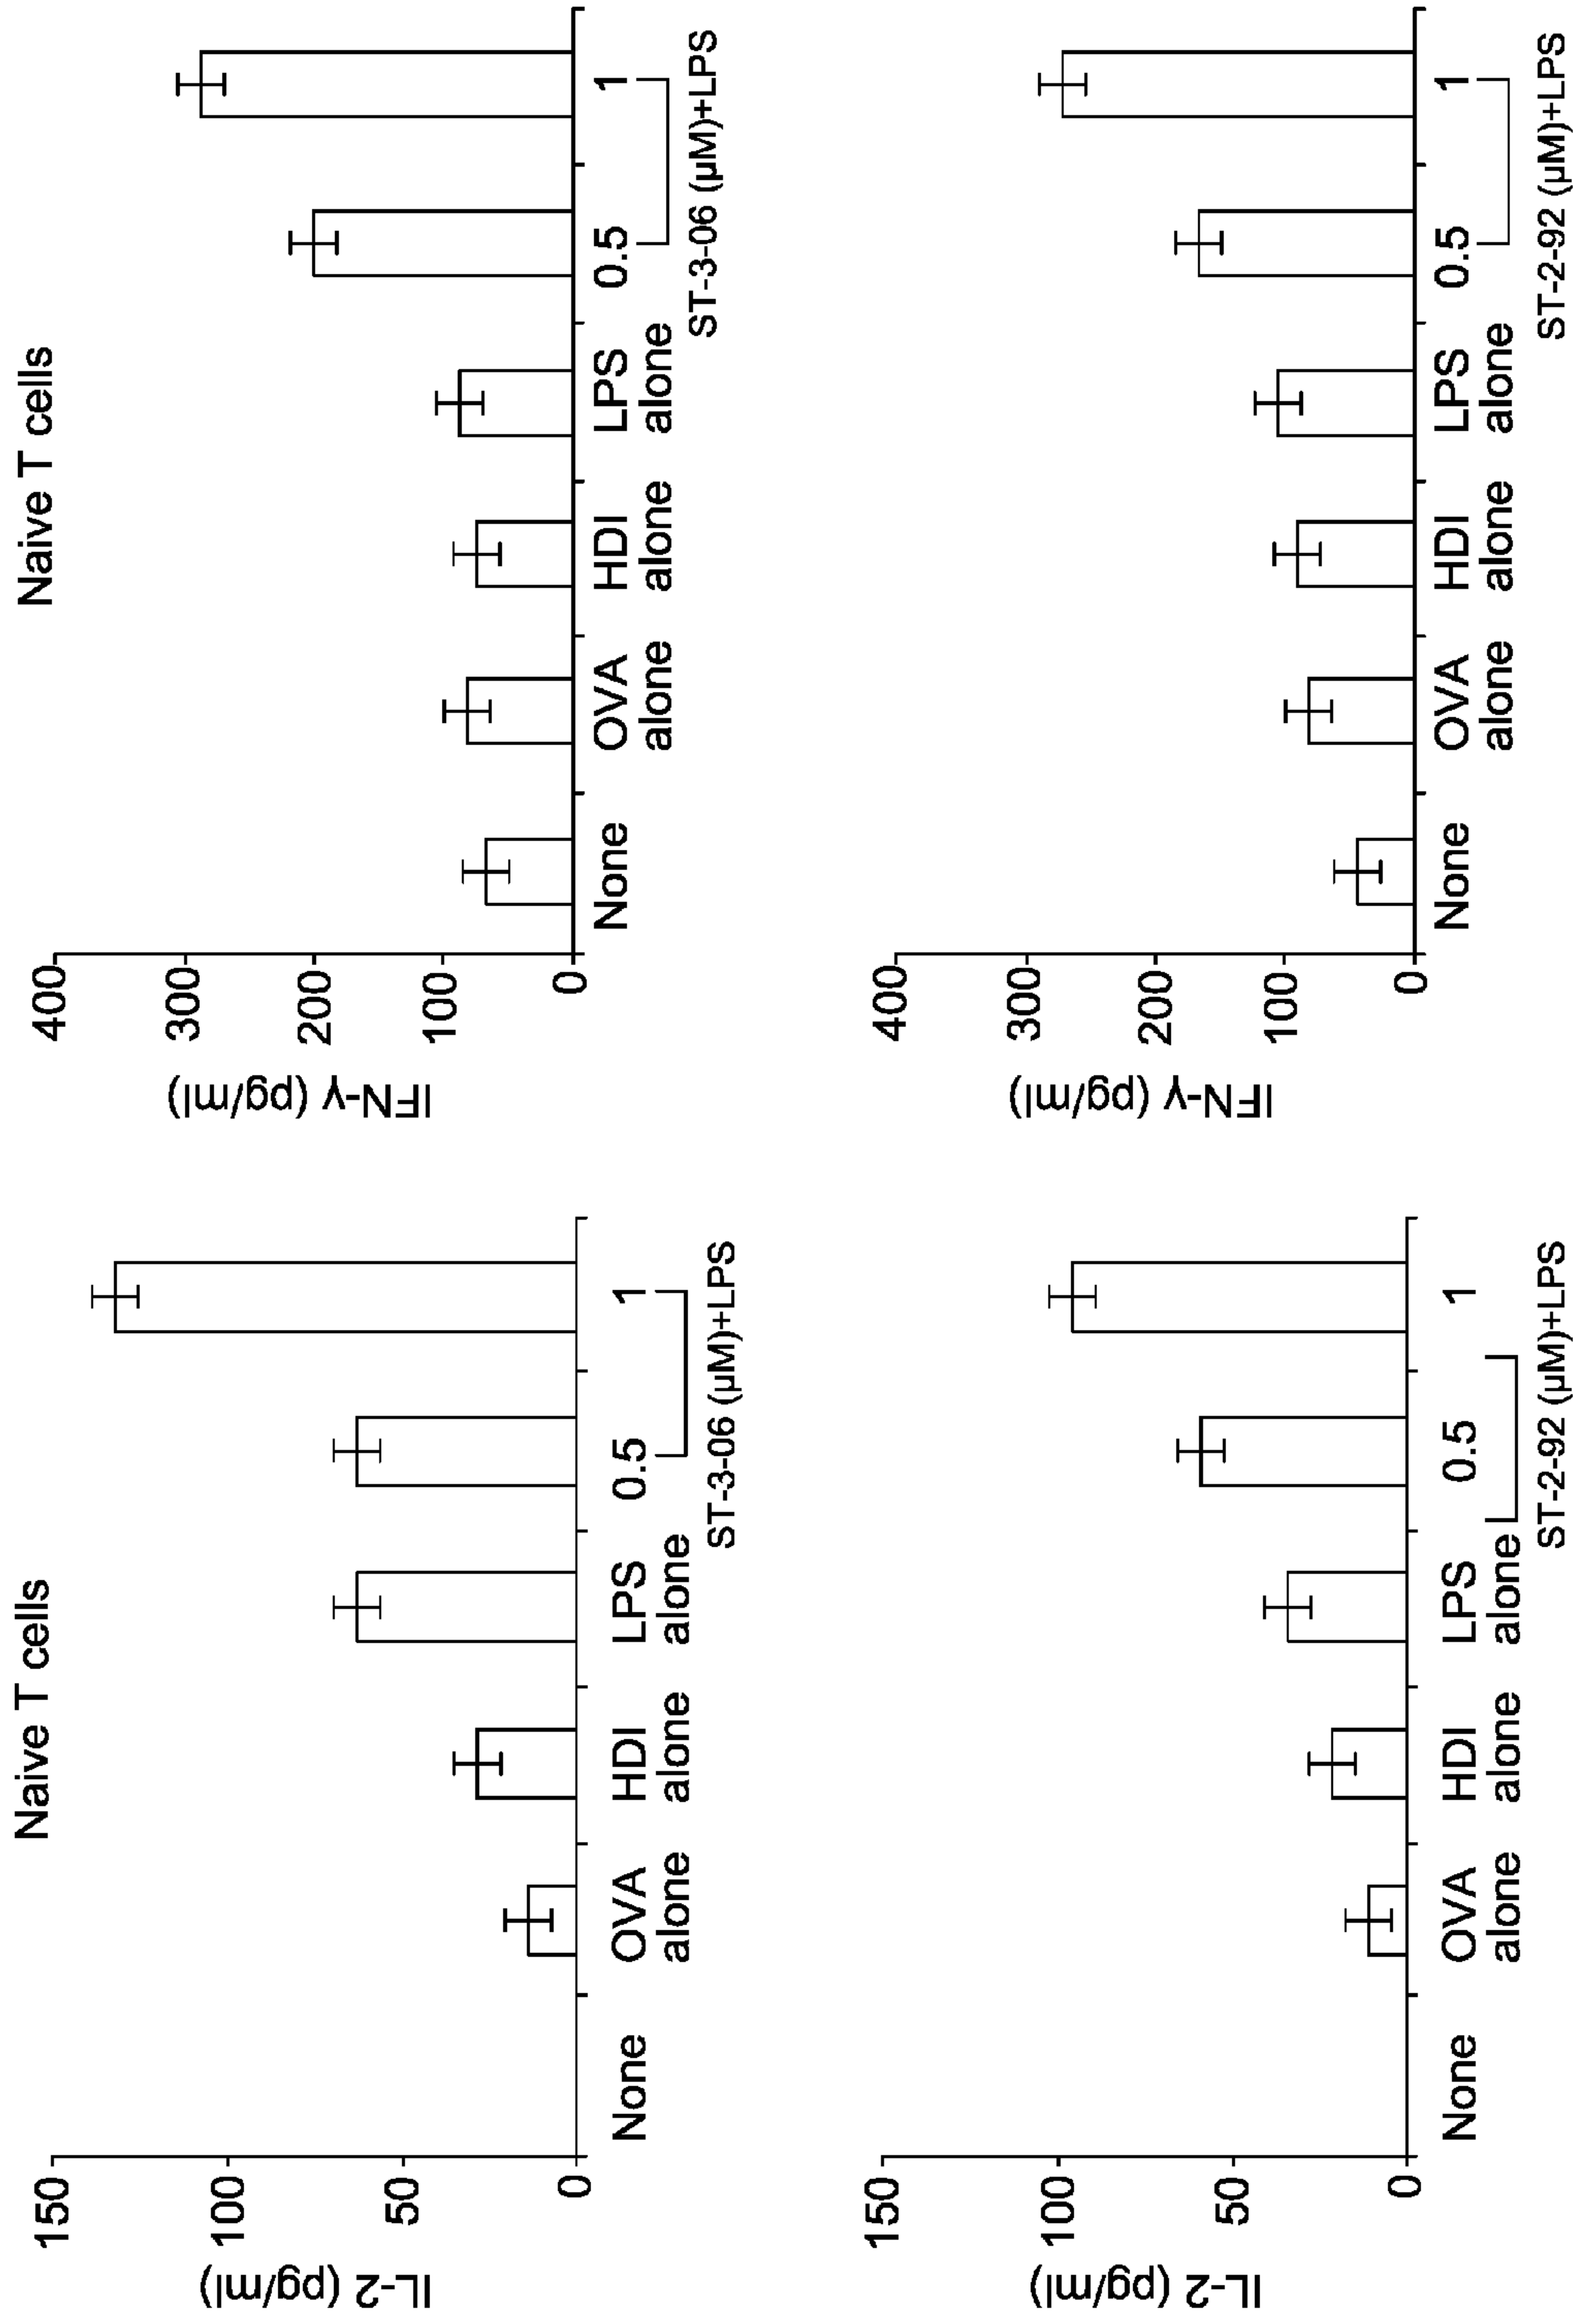 Naive T cells
IL-2 (pg/ml)
150
100
50
0
None OVA alone HDI alone LPS alone 0.5 1
ST-3-06 (µM)+LPS
Naive T cells
IFN-γ (pg/ml)
400
300
200
100
0
None OVA alone HDI alone LPS alone 0.5 1
ST-3-06 (µM)+LPS
IL-2 (pg/ml)
150
100
50
0
None OVA alone HDI alone LPS alone 0.5 1
ST-2-92 (µM)+LPS
IFN-γ (pg/ml)
400
300
200
100
0
None OVA alone HDI alone LPS alone 0.5 1
ST-2-92 (µM)+LPS